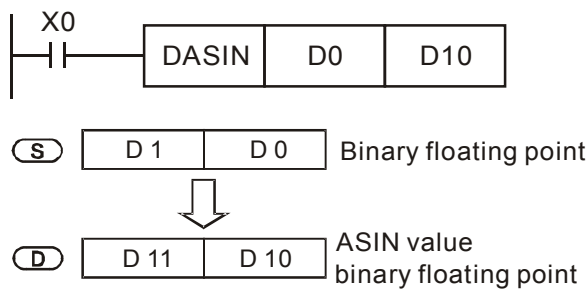 X0
DASIN D0 D10
S D 1 D 0 Binary floating point
D D 11 D 10 ASIN value
binary floating point